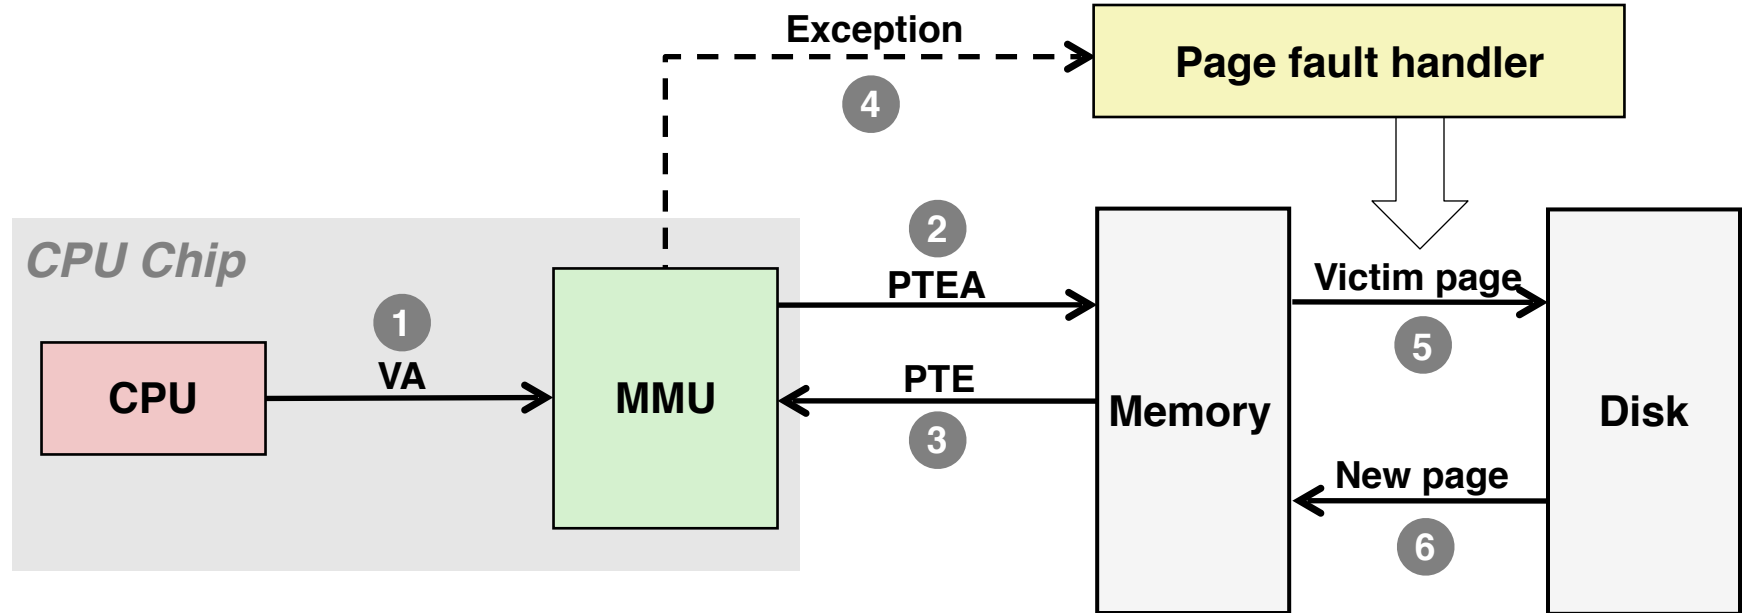 Exception
Page fault handler
4
2
CPU Chip
PTEA
Victim page
1
5
VA
PTE
CPU
MMU
Memory
Disk
3
New page
6